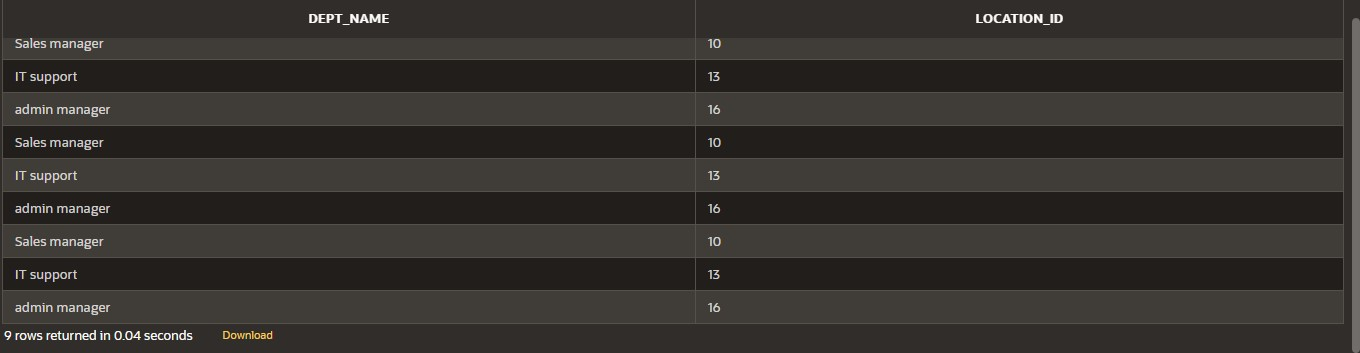 DEPT_NAME LOCATION_ID
Sales manager 10
IT support 13
admin manager 16
Sales manager 10
IT support 13
admin manager 16
Sales manager 10
IT support 13
admin manager 16
9 rows returned in 0.04 seconds Download